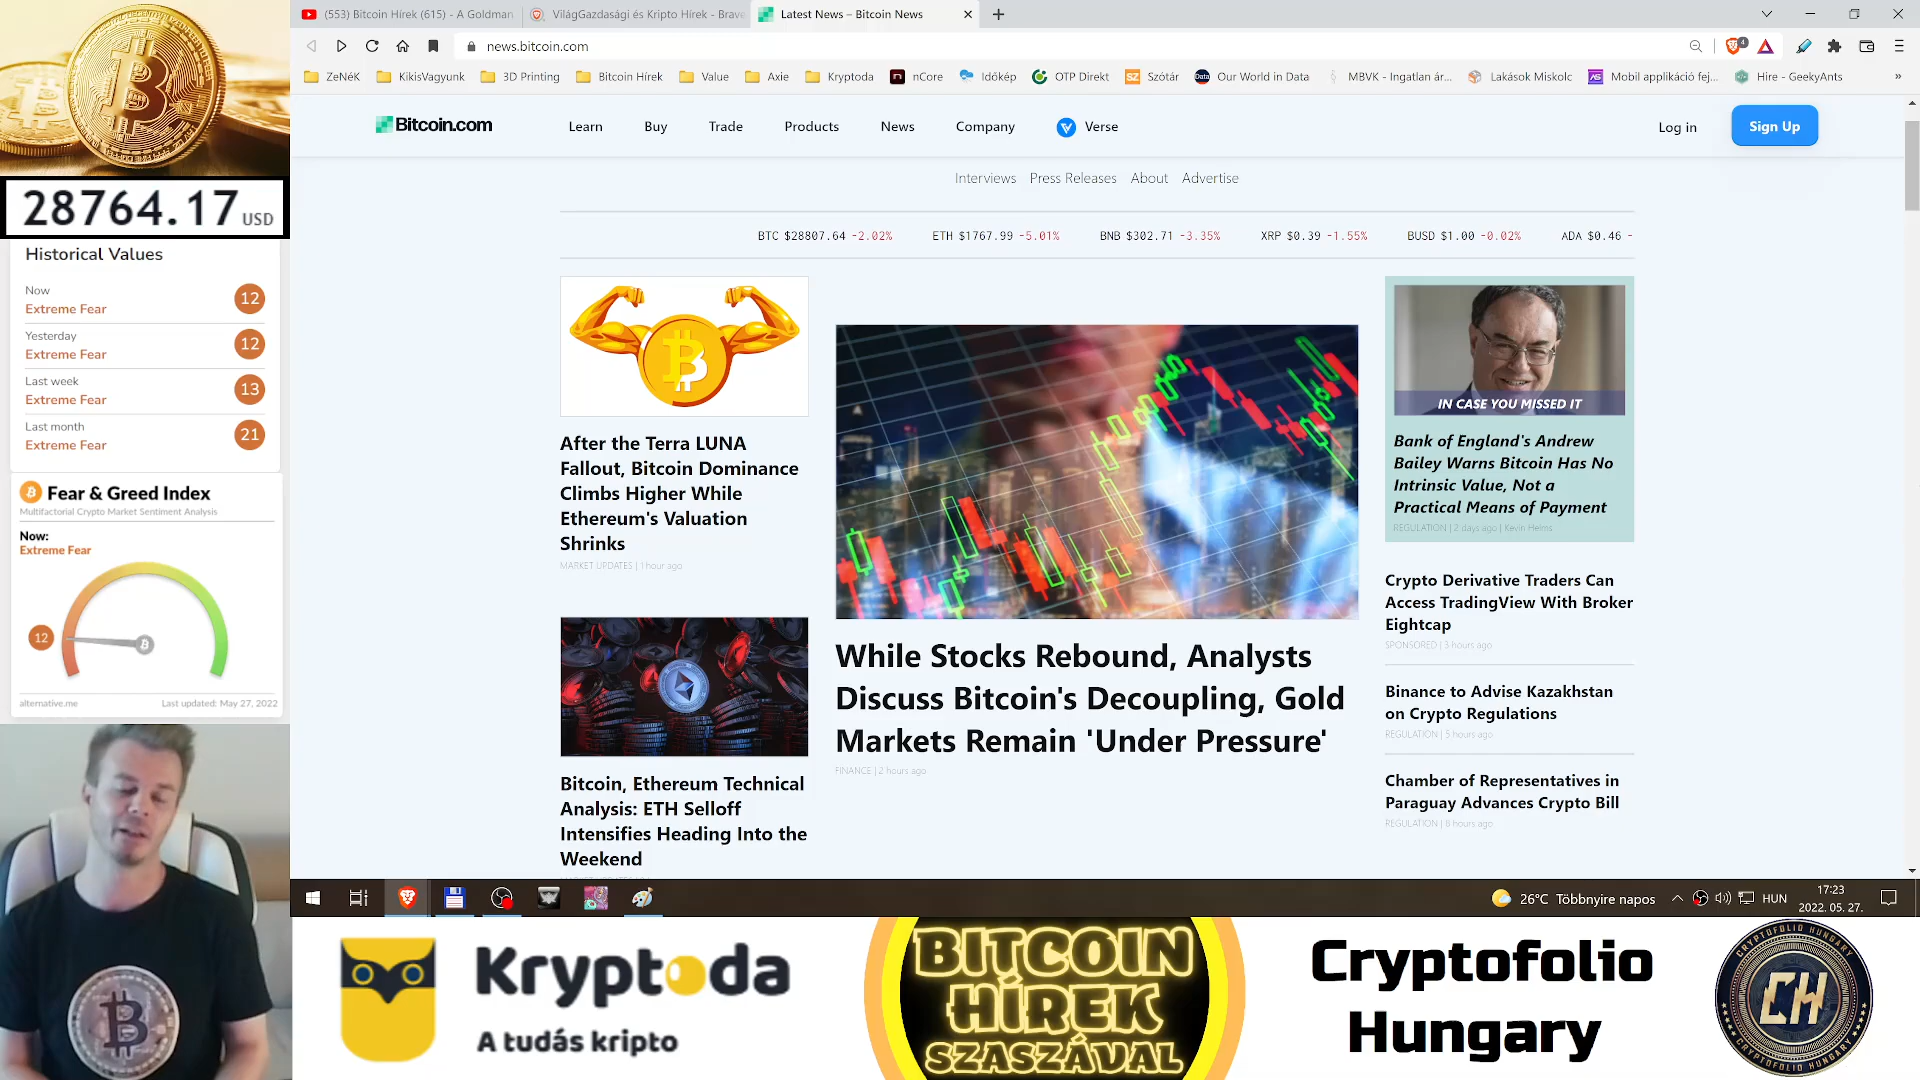 (553) Bitcoin Hírek (615) - A Goldman
VilágGazdasági és Kripto Hírek - Brave
Latest News – Bitcoin News
news.bitcoin.com
4
ZeNéK
KikisVagyunk
3D Printing
Bitcoin Hírek
Value
Axie
Kryptoda
nCore
Időkép
OTP Direkt
SZ
Szótár
Our World in Data
MBVK - Ingatlan ár...
Lakások Miskolc
Mobil applikáció fej...
Hire - GeekyAnts
»
Bitcoin.com
Learn
Buy
Trade
Products
News
Company
Verse
Log in
Sign Up
Interviews
Press Releases
About
Advertise
BTC $28807.64 -2.02%
ETH $1767.99 -5.01%
BNB $302.71 -3.35%
XRP $0.39 -1.55%
BUSD $1.00 -0.02%
ADA $0.46 -
After the Terra LUNA
Fallout, Bitcoin Dominance
Climbs Higher While
Ethereum's Valuation
Shrinks
MARKET UPDATES | 1 hour ago
Bitcoin, Ethereum Technical
Analysis: ETH Selloff
Intensifies Heading Into the
Weekend
While Stocks Rebound, Analysts
Discuss Bitcoin's Decoupling, Gold
Markets Remain 'Under Pressure'
FINANCE | 2 hours ago
IN CASE YOU MISSED IT
Bank of England's Andrew
Bailey Warns Bitcoin Has No
Intrinsic Value, Not a
Practical Means of Payment
REGULATION | 2 days ago | Kevin Helms
Crypto Derivative Traders Can
Access TradingView With Broker
Eightcap
SPONSORED | 3 hours ago
Binance to Advise Kazakhstan
on Crypto Regulations
REGULATION | 5 hours ago
Chamber of Representatives in
Paraguay Advances Crypto Bill
REGULATION | 8 hours ago
28764.17 USD
Historical Values
Now
Extreme Fear
12
Yesterday
Extreme Fear
12
Last week
Extreme Fear
13
Last month
Extreme Fear
21
Fear & Greed Index
Multifactorial Crypto Market Sentiment Analysis
Now:
Extreme Fear
12
alternative.me
Last updated: May 27, 2022
26°C Többnyire napos
HUN
17:23
2022. 05. 27.
Kryptoda
A tudás kripto
BITCOIN
HÍREK
SZASZÁVAL
Cryptofolio
Hungary
CRYPTOFOLIO HUNGARY
CH
CRYPTOFOLIO HUNGARY